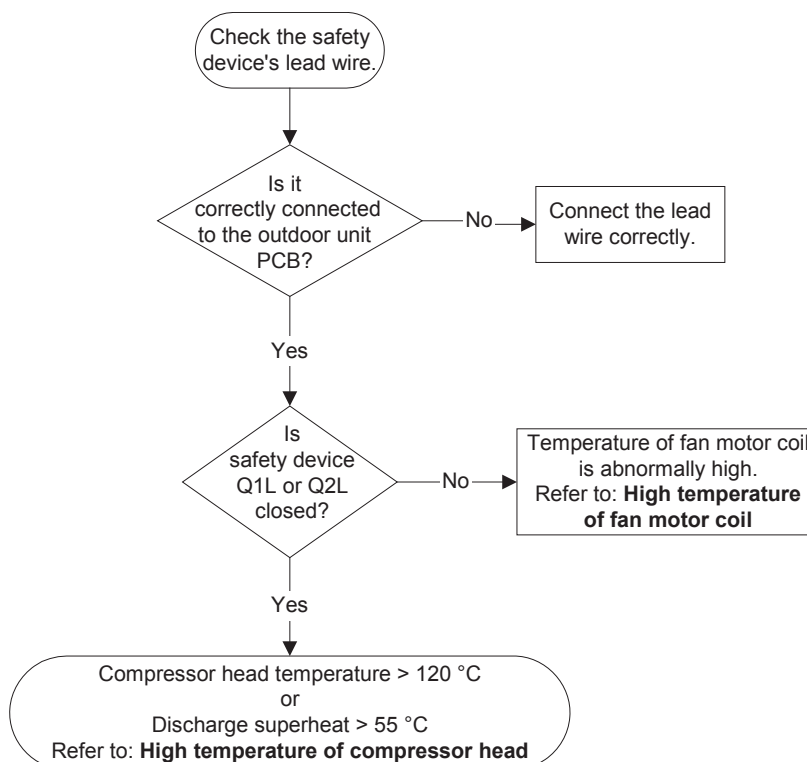 Check the safety
device's lead wire.
Is it
correctly connected
to the outdoor unit
PCB?
No
Connect the lead
wire correctly.
Yes
Is
safety device
Q1L or Q2L
closed?
No
Temperature of fan motor coil
is abnormally high.
Refer to: High temperature
of fan motor coil
Yes
Compressor head temperature > 120 °C
or
Discharge superheat > 55 °C
Refer to: High temperature of compressor head